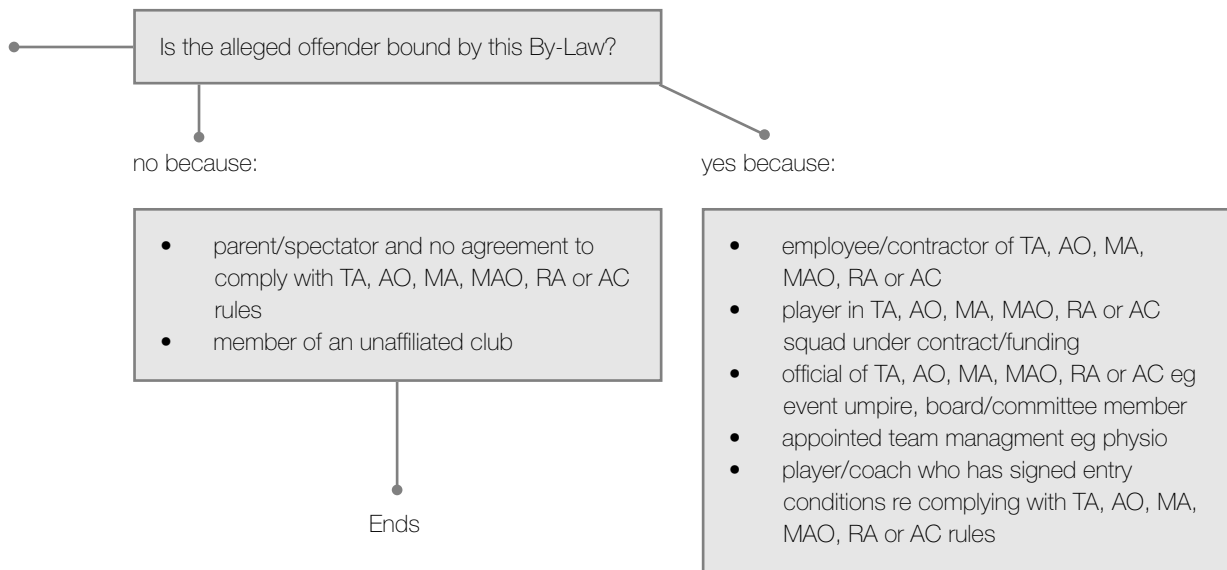 Is the alleged offender bound by this By-Law?
no because:
• parent/spectator and no agreement to
comply with TA, AO, MA, MAO, RA or AC
rules
• member of an unaffiliated club
Ends
yes because:
• employee/contractor of TA, AO, MA,
MAO, RA or AC
• player in TA, AO, MA, MAO, RA or AC
squad under contract/funding
• official of TA, AO, MA, MAO, RA or AC eg
event umpire, board/committee member
• appointed team managment eg physio
• player/coach who has signed entry
conditions re complying with TA, AO, MA,
MAO, RA or AC rules